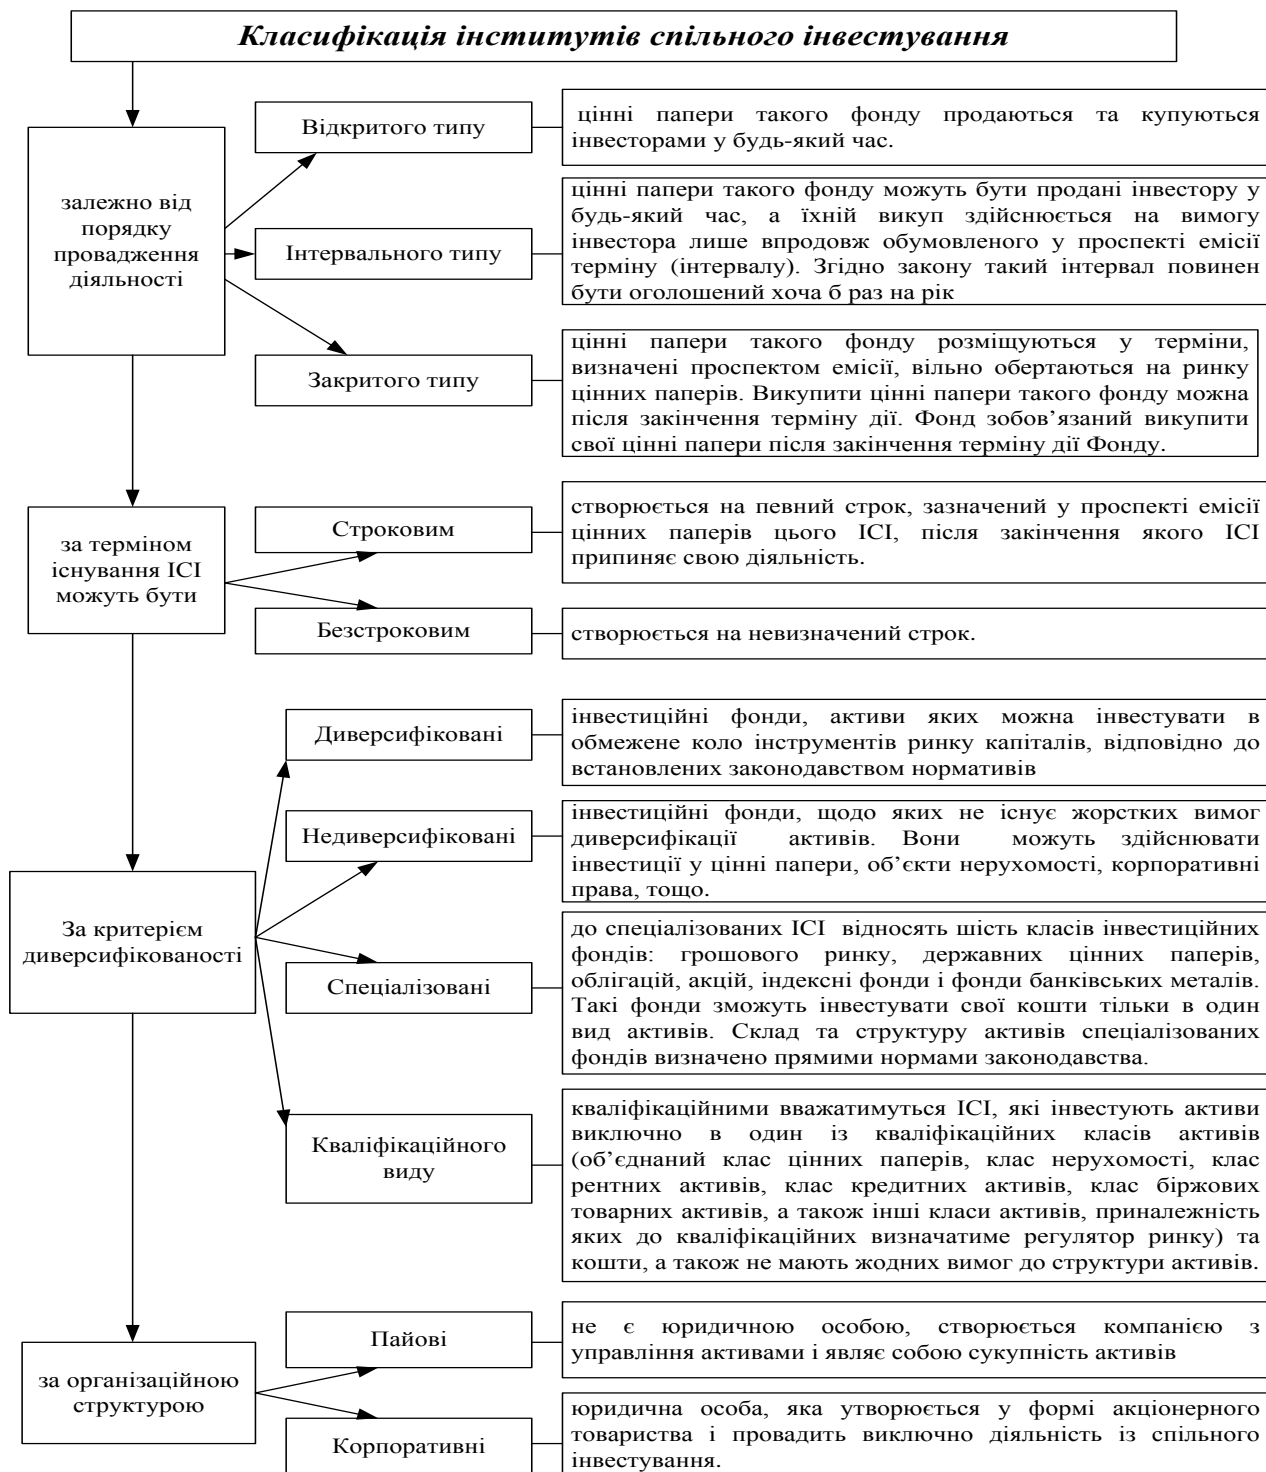 Класифікація інститутів спільного інвестування
залежно від
порядку
провадження
діяльності
Відкритого типу
цінні папери такого фонду продаються та купуються
інвесторами у будь-який час.
Інтервального типу
цінні папери такого фонду можуть бути продані інвестору у
будь-який час, а їхній викуп здійснюється на вимогу
інвестора лише впродовж обумовленого у проспекті емісії
терміну (інтервалу). Згідно закону такий інтервал повинен
бути оголошений хоча б раз на рік
Закритого типу
цінні папери такого фонду розміщуються у терміни,
визначені проспектом емісії, вільно обертаються на ринку
цінних паперів. Викупити цінні папери такого фонду можна
після закінчення терміну дії. Фонд зобов’язаний викупити
свої цінні папери після закінчення терміну дії Фонду.
за терміном
існування ІСІ
можуть бути
Строковим
створюється на певний строк, зазначений у проспекті емісії
цінних паперів цього ІСІ, після закінчення якого ІСІ
припиняє свою діяльність.
Безстроковим
створюється на невизначений строк.
За критерієм
диверсифікованості
Диверсифіковані
інвестиційні фонди, активи яких можна інвестувати в
обмежене коло інструментів ринку капіталів, відповідно до
встановлених законодавством нормативів
Недиверсифіковані
інвестиційні фонди, щодо яких не існує жорстких вимог
диверсифікації активів. Вони можуть здійснювати
інвестиції у цінні папери, об’єкти нерухомості, корпоративні
права, тощо.
Спеціалізовані
до спеціалізованих ІСІ відносять шість класів інвестиційних
фондів: грошового ринку, державних цінних паперів,
облігацій, акцій, індексні фонди і фонди банківських металів.
Такі фонди зможуть інвестувати свої кошти тільки в один
вид активів. Склад та структуру активів спеціалізованих
фондів визначено прямими нормами законодавства.
Кваліфікаційного
виду
кваліфікаційними вважатимуться ІСІ, які інвестують активи
виключно в один із кваліфікаційних класів активів
(об’єднаний клас цінних паперів, клас нерухомості, клас
рентних активів, клас кредитних активів, клас біржових
товарних активів, а також інші класи активів, приналежність
яких до кваліфікаційних визначатиме регулятор ринку) та
кошти, а також не мають жодних вимог до структури активів.
за організаційною
структурою
Пайові
не є юридичною особою, створюється компанією з
управління активами і являє собою сукупність активів
Корпоративні
юридична особа, яка утворюється у формі акціонерного
товариства і провадить виключно діяльність із спільного
інвестування.